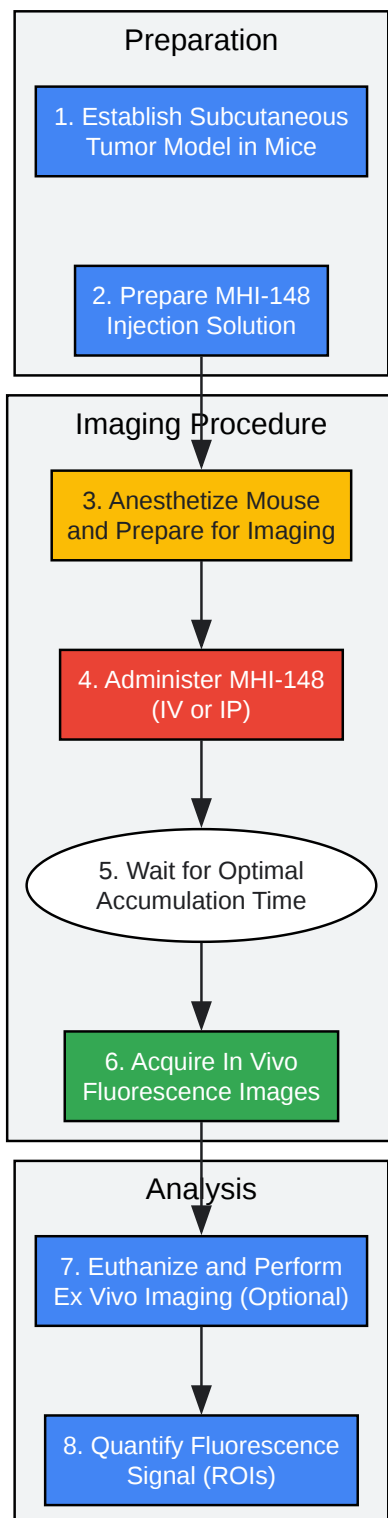 Preparation
1. Establish Subcutaneous
Tumor Model in Mice
2. Prepare MHI-148
Injection Solution
Imaging Procedure
3. Anesthetize Mouse
and Prepare for Imaging
4. Administer MHI-148
(IV or IP)
5. Wait for Optimal
Accumulation Time
6. Acquire In Vivo
Fluorescence Images
Analysis
7. Euthanize and Perform
Ex Vivo Imaging (Optional)
8. Quantify Fluorescence
Signal (ROIs)